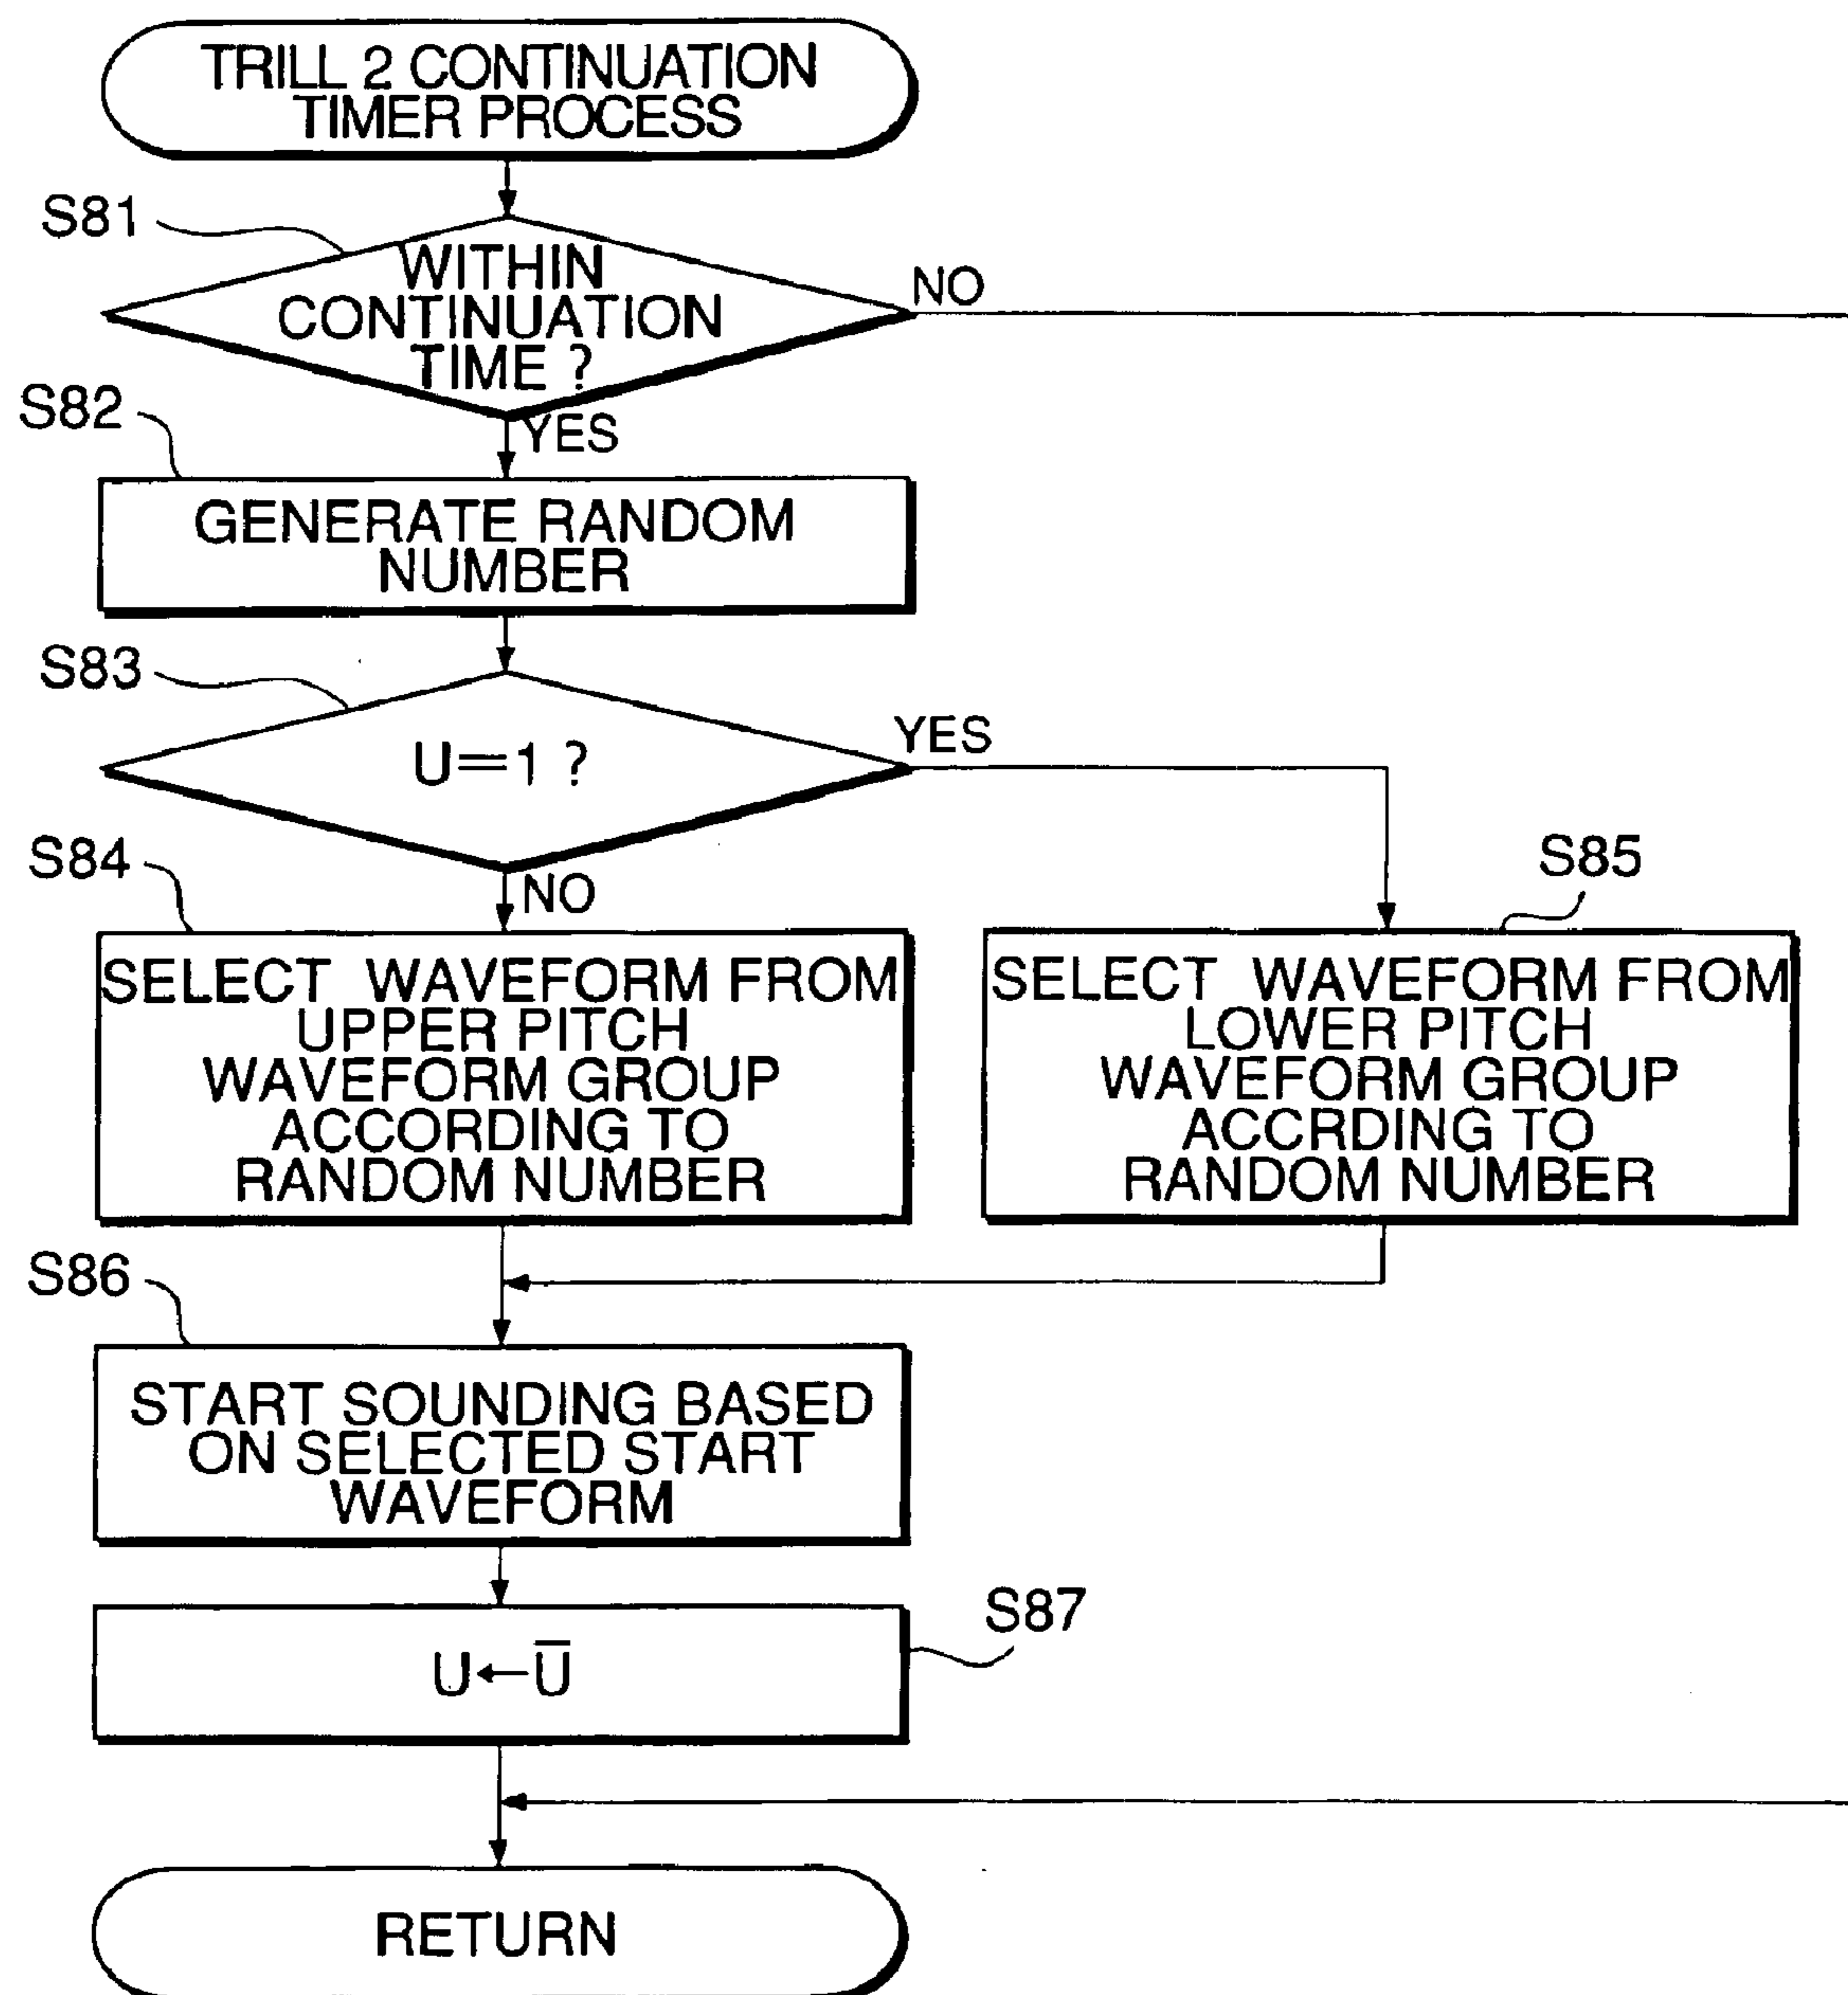 TRILL 2 CONTINUATION
TIMER PROCESS
S81
WITHIN
CONTINUATION
TIME ?
NO
S82
YES
GENERATE RANDOM
NUMBER
S83
U=1 ?
YES
S84
NO
S85
SELECT WAVEFORM FROM
UPPER PITCH
WAVEFORM GROUP
ACCORDING TO
RANDOM NUMBER
SELECT WAVEFORM FROM
LOWER PITCH
WAVEFORM GROUP
ACCRDING TO
RANDOM NUMBER
S86
START SOUNDING BASED
ON SELECTED START
WAVEFORM
S87
U←U̅
RETURN